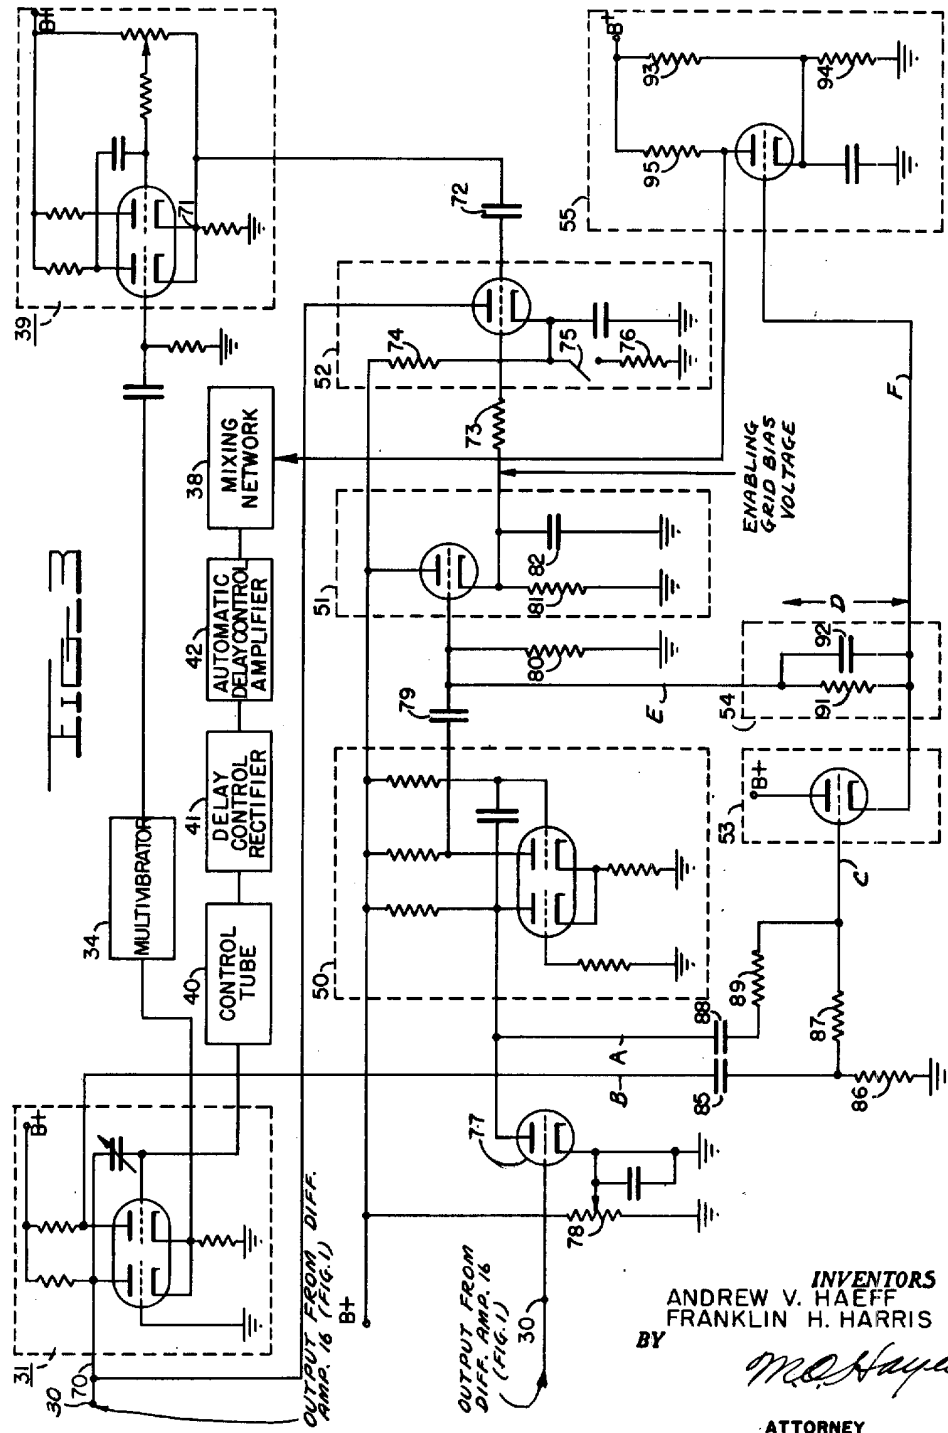 FIG_3
31
B+
30
70
OUTPUT FROM DIFF.
AMP. 16 (FIG. 1)
34
MULTIVIBRATOR
40
CONTROL
TUBE
41
DELAY
CONTROL
RECTIFIER
42
AUTOMATIC
DELAY CONTROL
AMPLIFIER
38
MIXING
NETWORK
39
B+
71
72
B+
50
79
80
E
51
81
82
73
52
74
75
76
ENABLING
GRID BIAS
VOLTAGE
55
B+
93
94
95
F
OUTPUT FROM
DIFF. AMP. 16
(FIG. 1)
30
77
78
A
B
88
85
89
87
86
C
53
B+
54
91
92
D
INVENTORS
ANDREW V. HAEFF
FRANKLIN H. HARRIS
BY
ATTORNEY